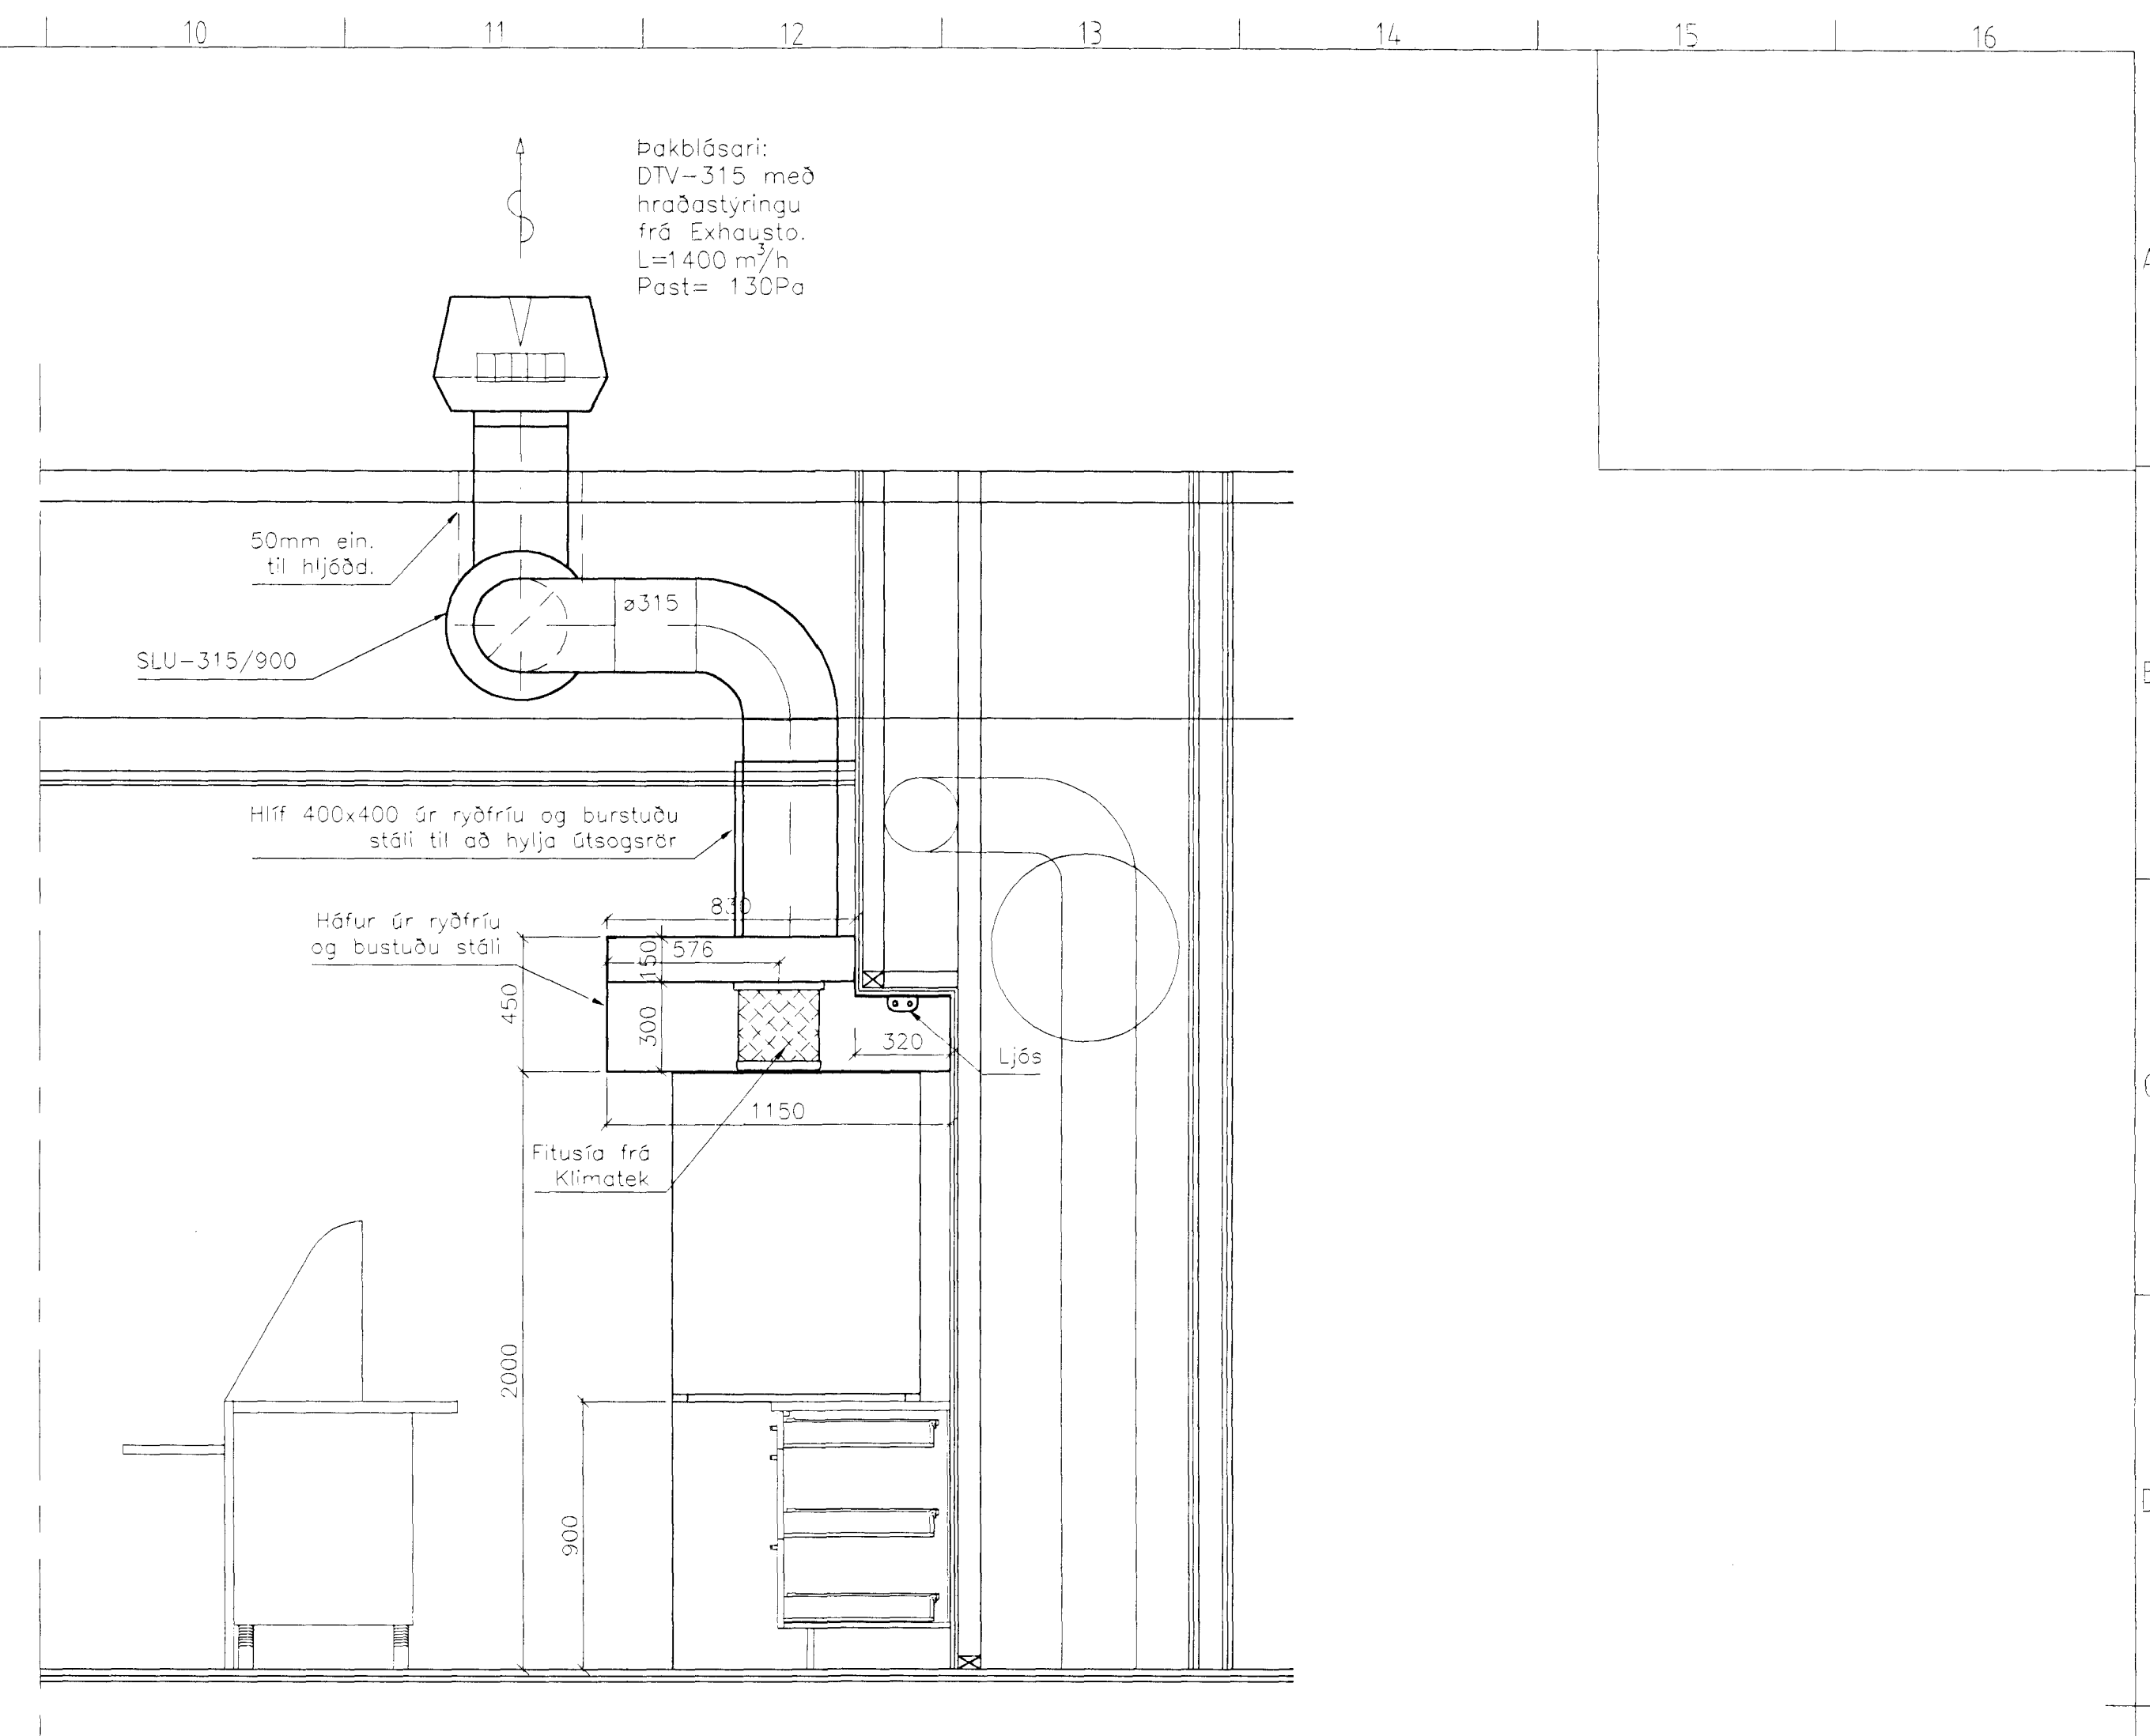 10 11 12 13 14 15 16
Þakblásari:
DTV-315 með
hraðastýringu
frá Exhausto.
L=1400 m³/h
Past= 130Pa
A
50mm ein.
til hljóðd.
ø315
SLU-315/900
B
Hlíf 400x400 úr ryðfríu og burstuðu
stáli til að hylja útsogsrör
830
Háfur úr ryðfríu
og bustuðu stáli
150
576
450
300
320
Ljós
C
1150
Fitusía frá
Klimatek
2000
900
D